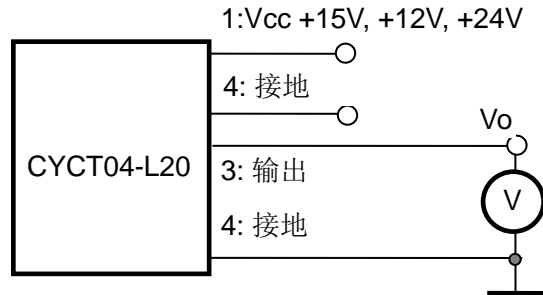 1:Vcc +15V, +12V, +24V
4: 接地
Vo
CYCT04-L20
3: 输出
V
4: 接地